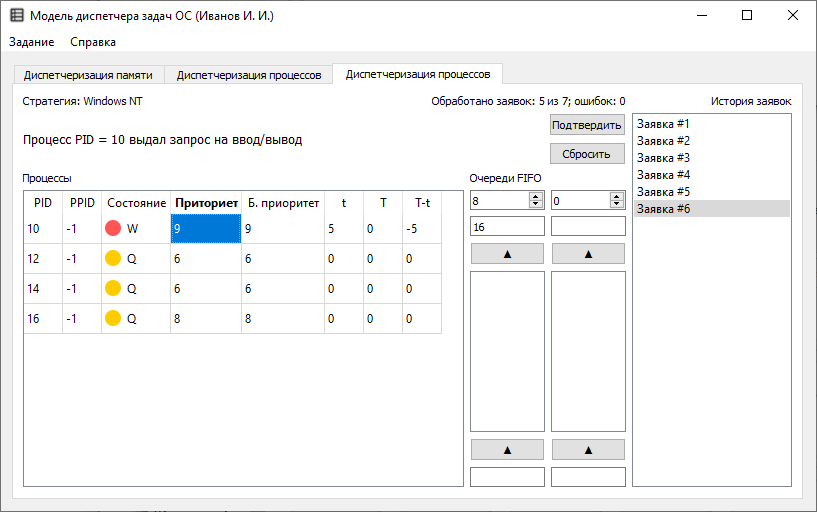 Модель диспетчера задач ОС (Иванов И. И.)
Задание Справка
Диспетчеризация памяти Диспетчеризация процессов Диспетчеризация процессов
Стратегия: Windows NT Обработано заявок: 5 из 7; ошибок: 0 История заявок
Процесс PID = 10 выдал запрос на ввод/вывод
Подтвердить
Сбросить
Процессы
PID PPID Состояние Приториет Б. приоритет t T T-t
10 -1 W 9 9 5 0 -5
12 -1 Q 6 6 0 0 0
14 -1 Q 6 6 0 0 0
16 -1 Q 8 8 0 0 0
Очереди FIFO
8 0
16
▲ ▲
▲ ▲
Заявка #1
Заявка #2
Заявка #3
Заявка #4
Заявка #5
Заявка #6